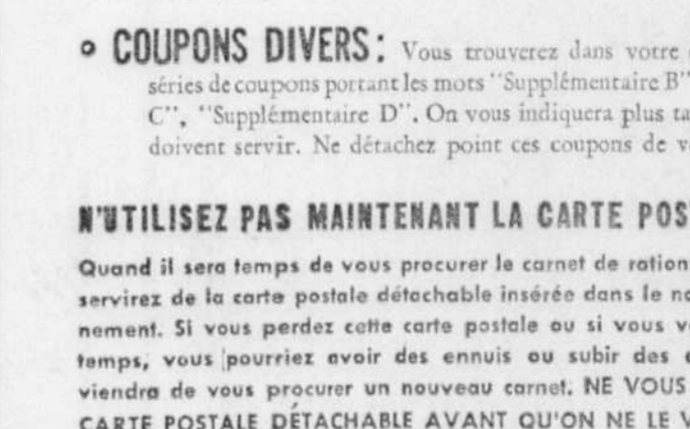 ° COUPONS DIVERS: Vous trouverez dans votre
séries de coupons portant les mots "Supplémentaire B"
C", "Supplémentaire D". On vous indiquera plus
doivent servir. Ne détachez point ces coupons de
N'UTILISEZ PAS MAINTENANT LA CARTE POS
Quand il sera temps de vous procurer le carnet de ration
servirez de la carte postale détachable insérée dans le
nement. Si vous perdez cette carte postale ou si vous
temps, vous pourriez avoir des ennuis ou subir des
viendra de vous procurer un nouveau carnet. NE VOUS
CARTE POSTALE DÉTACHABLE AVANT QU'ON NE LE